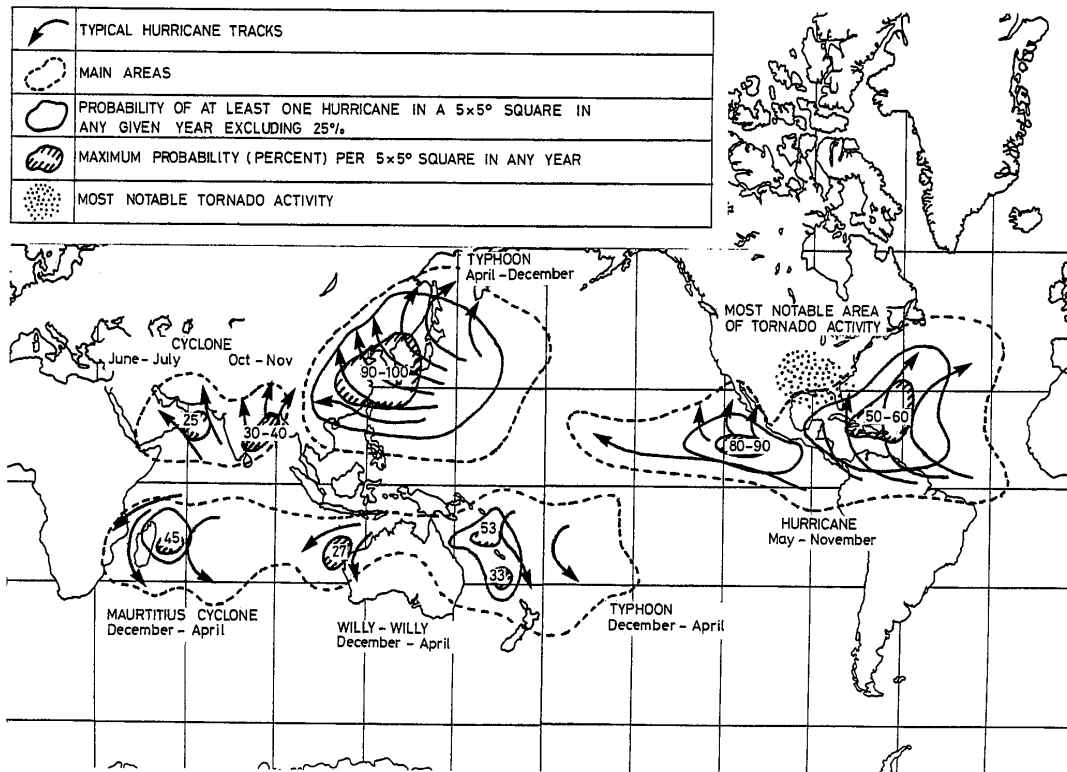 TYPICAL HURRICANE TRACKS
MAIN AREAS
PROBABILITY OF AT LEAST ONE HURRICANE IN A 5×5° SQUARE IN
ANY GIVEN YEAR EXCLUDING 25%
MAXIMUM PROBABILITY (PERCENT) PER 5×5° SQUARE IN ANY YEAR
MOST NOTABLE TORNADO ACTIVITY
TYPHOON
April - December
MOST NOTABLE AREA
OF TORNADO ACTIVITY
CYCLONE
June - July Oct - Nov
90-100
25
30-40
80-90
50-60
HURRICANE
May - November
45
27
53
33
MAURTITIUS CYCLONE
December - April
WILLY - WILLY
December - April
TYPHOON
December - April